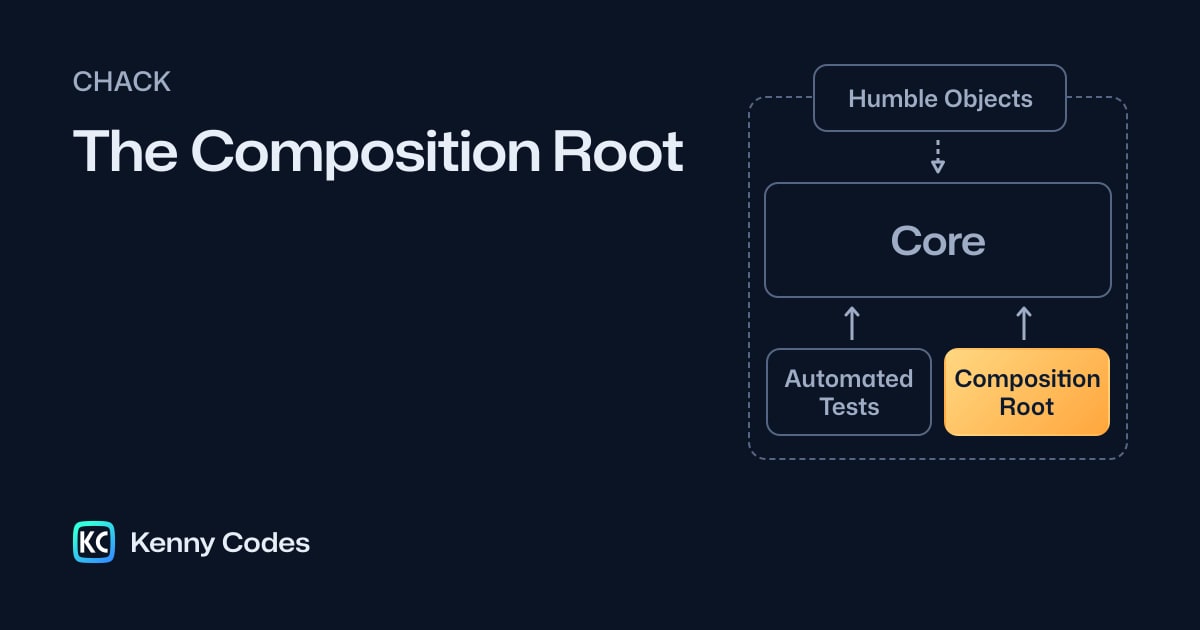 CHACK
The Composition Root
Humble Objects
Core
Automated
Tests
Composition
Root
KC
Kenny Codes